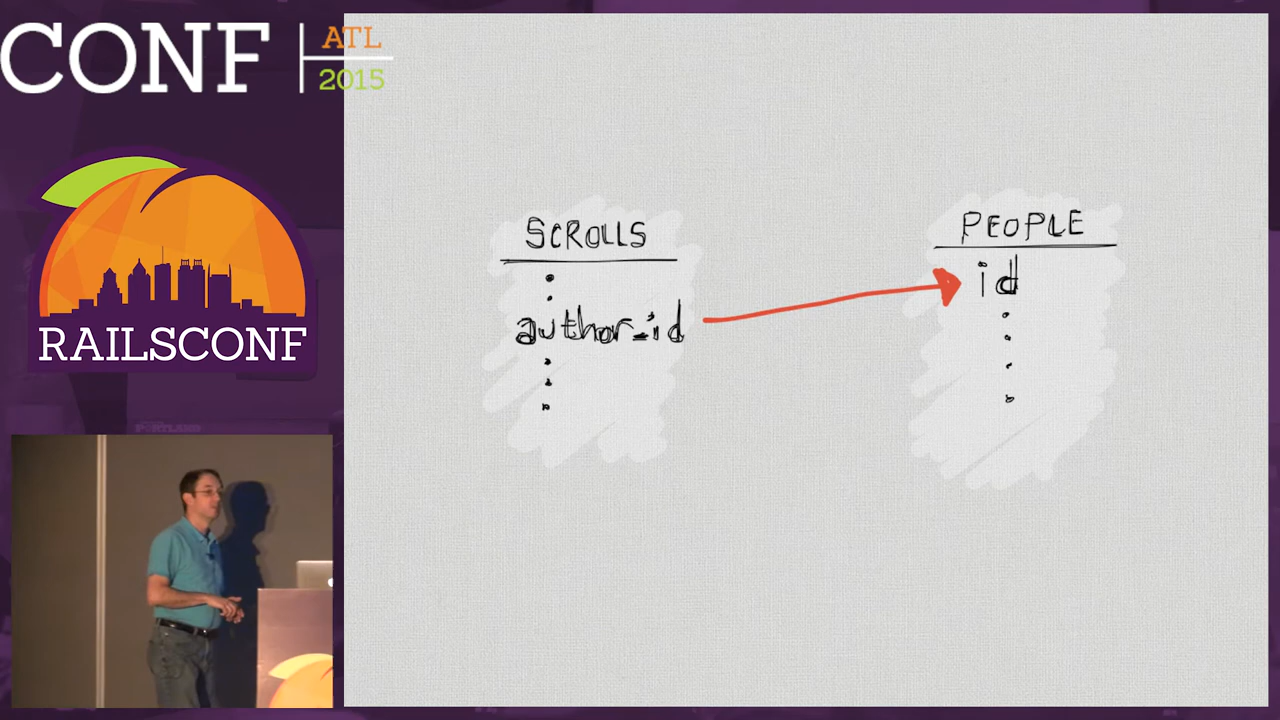 CONF
ATL
2015
RAILSCONF
SCROLLS
author_id
PEOPLE
id